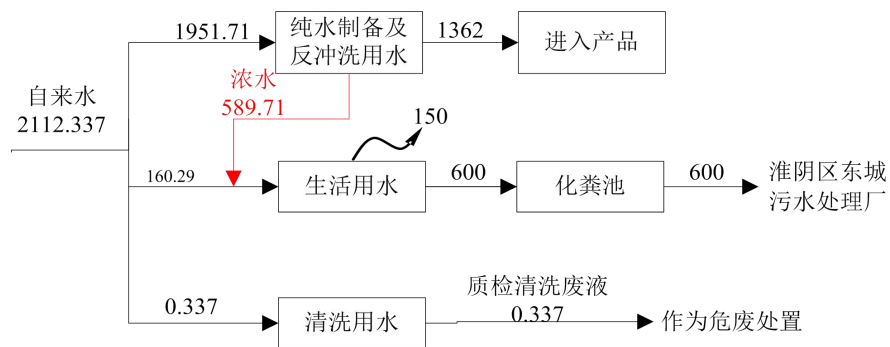 自来水
2112.337
1951.71
纯水制备及
反冲洗用水
1362
进入产品
浓水
589.71
160.29
生活用水
150
600
化粪池
600
淮阴区东城
污水处理厂
0.337
清洗用水
质检清洗废液
0.337
作为危废处置